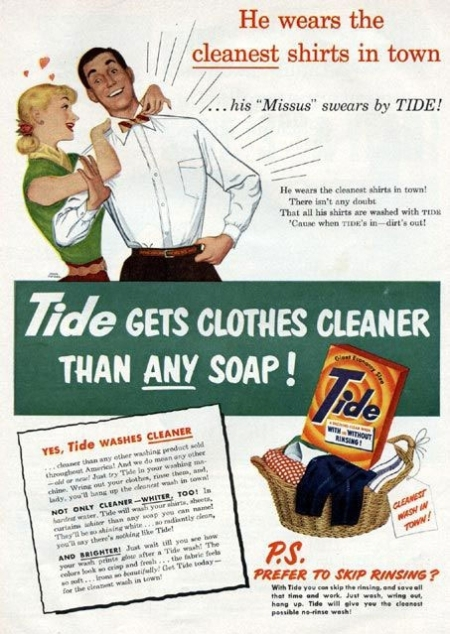 He wears the
cleanest shirts in town
...his "Missus" swears by TIDE!
He wears the cleanest shirts in town!
There isn't any doubt
That all his shirts are washed with TIDE
'Cause when TIDE'S in—dirt's out!
Tide GETS CLOTHES CLEANER
THAN ANY SOAP!
Giant Economy Size
Tide
WITH or WITHOUT
RINSING!
YES, Tide WASHES CLEANER
...cleaner than any other washing product sold
throughout America! And we do mean any other
—old or new! Just try Tide in your washing ma-
chine. Wring out your clothes, rinse them, and,
lady, you'll hang up the cleanest wash in town!
NOT ONLY CLEANER—WHITER, TOO! In
hardest water, Tide will wash your shirts, sheets,
curtains whiter than any soap you can name!
They'll be so shining white...so radiantly clean,
you'll say there's nothing like Tide!
AND BRIGHTER! Just wait till you see how
your wash prints glow after a Tide wash! The
colors look so crisp and fresh...the fabric feels
so soft...irons so beautifully! Get Tide today—
for the cleanest wash in town!
CLEANEST
WASH IN
TOWN!
P.S.
PREFER TO SKIP RINSING?
With Tide you can skip the rinsing, and save all
that time and work. Just wash, wring out,
hang up. Tide will give you the cleanest
possible no-rinse wash!